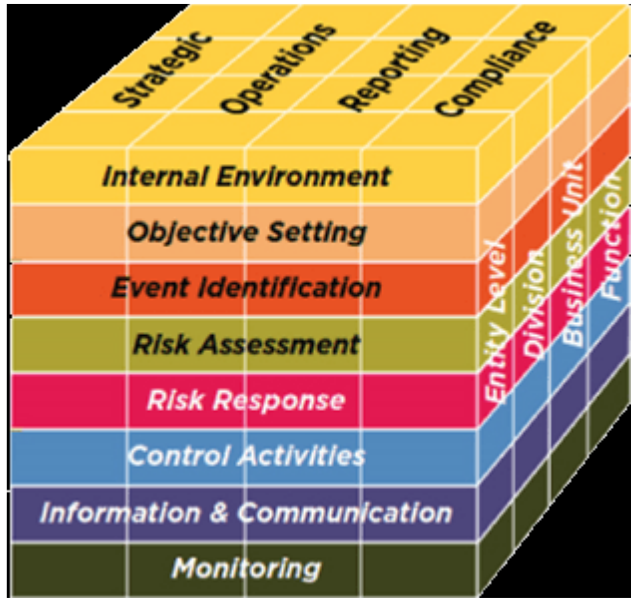 Strategic
Operations
Reporting
Compliance
Internal Environment
Objective Setting
Event Identification
Risk Assessment
Risk Response
Control Activities
Information & Communication
Monitoring
Entity Level
Division
Business Unit
Function